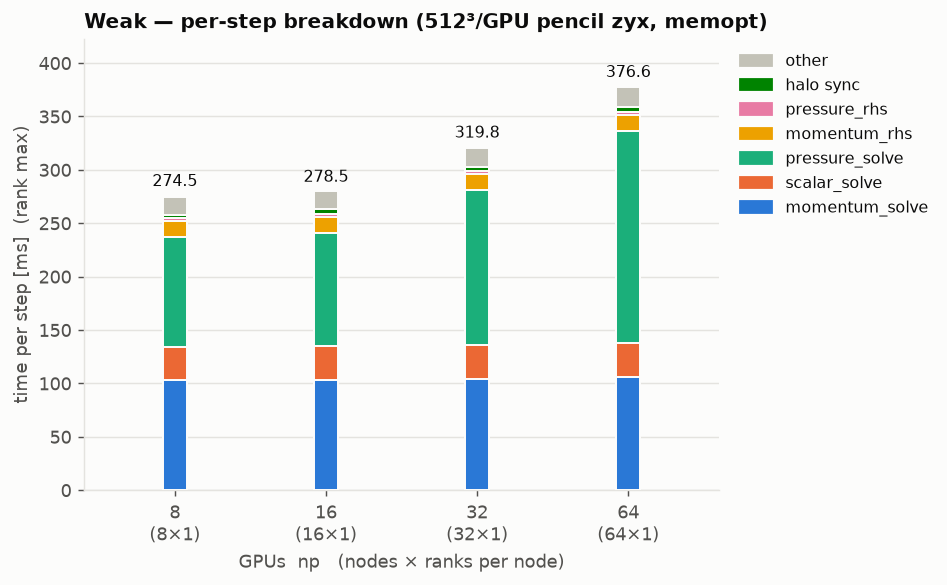 Weak — per-step breakdown (512³/GPU pencil zyx, memopt)
time per step [ms]  (rank max)
400
350
300
250
200
150
100
50
0
274.5
278.5
319.8
376.6
8
(8×1)
16
(16×1)
32
(32×1)
64
(64×1)
GPUs  np   (nodes × ranks per node)
other
halo sync
pressure_rhs
momentum_rhs
pressure_solve
scalar_solve
momentum_solve